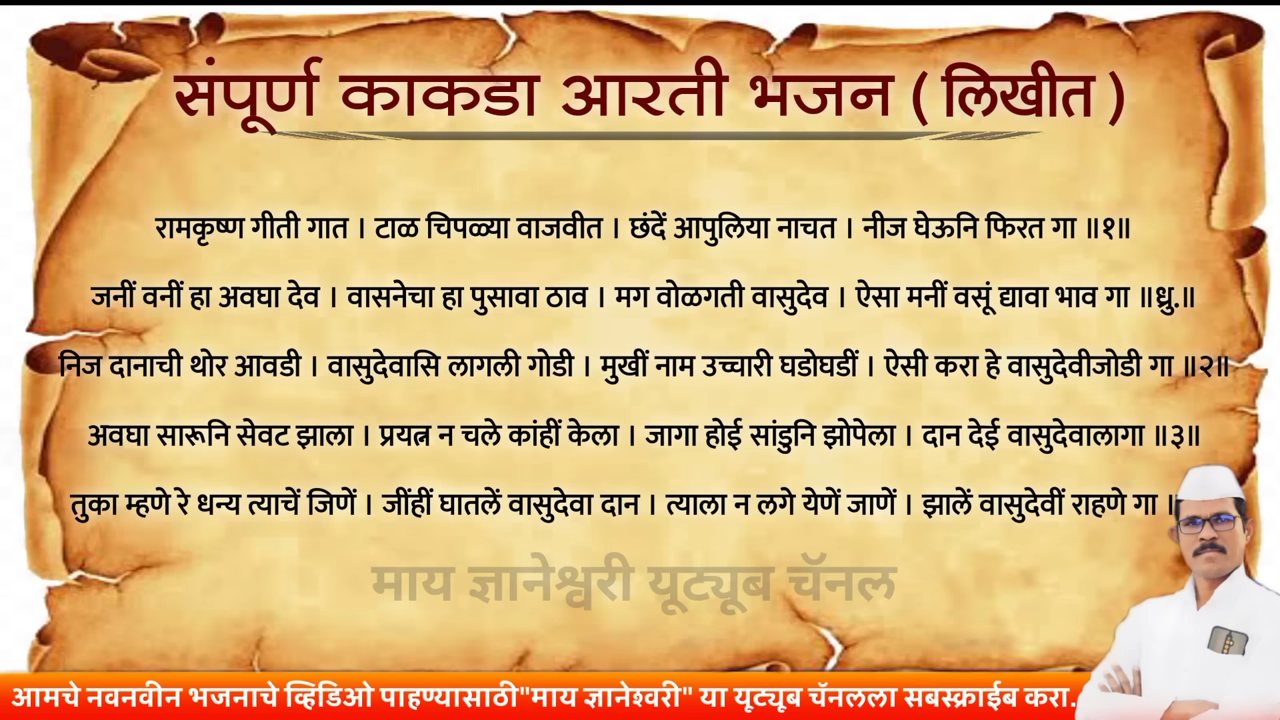 संपूर्ण काकडा आरती भजन ( लिखीत )
रामकृष्ण गीती गात । टाळ चिपळ्या वाजवीत । छंदें आपुलिया नाचत । नीज घेऊनि फिरत गा ॥१॥
जनीं वनीं हा अवघा देव । वासनेचा हा पुसावा ठाव । मग वोळगती वासुदेव । ऐसा मनीं वसूं द्यावा भाव गा ॥ध्रु.॥
निज दानाची थोर आवडी । वासुदेवासि लागली गोडी । मुखीं नाम उच्चारी घडोघडीं । ऐसी करा हे वासुदेवीजोडी गा ॥२॥
अवघा सारूनि सेवट झाला । प्रयत्न न चले कांहीं केला । जागा होई सांडुनि झोपेला । दान देई वासुदेवालागा ॥३॥
तुका म्हणे रे धन्य त्याचें जिणें । जींहीं घातलें वासुदेवा दान । त्याला न लगे येणें जाणें । झालें वासुदेवीं राहणे गा ।
माय ज्ञानेश्वरी यूट्यूब चॅनल
आमचे नवनवीन भजनाचे व्हिडिओ पाहण्यासाठी"माय ज्ञानेश्वरी" या यूट्यूब चॅनलला सबस्क्राईब करा.